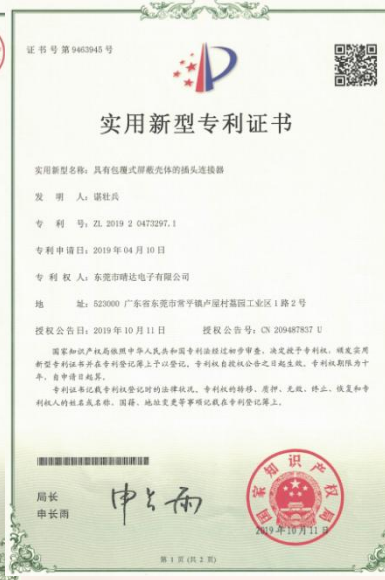 证书号第9463945号
实用新型专利证书
实用新型名称：具有包覆式屏蔽壳体的插头连接器
发明人：谌壮兵
专利号：ZL 2019 2 0473297.1
专利申请日：2019年04月10日
专利权人：东莞市晴达电子有限公司
地址：523000 广东省东莞市常平镇卢屋村荔园工业区1路2号
授权公告日：2019年10月11日 授权公告号：CN 209487837 U
国家知识产权局依照中华人民共和国专利法经过初步审查，决定授予专利权，颁发实用
新型专利证书并在专利登记簿上予以登记。专利权自授权公告之日起生效。专利权期限为十
年，自申请日起算。
专利证书记载专利权登记时的法律状况。专利权的转移、质押、无效、终止、恢复和专
利权人的姓名或名称、国籍、地址变更等事项记载在专利登记簿上。
局长
申长雨
申长雨
国家知识产权局
2019年10月11日
第1页(共2页)